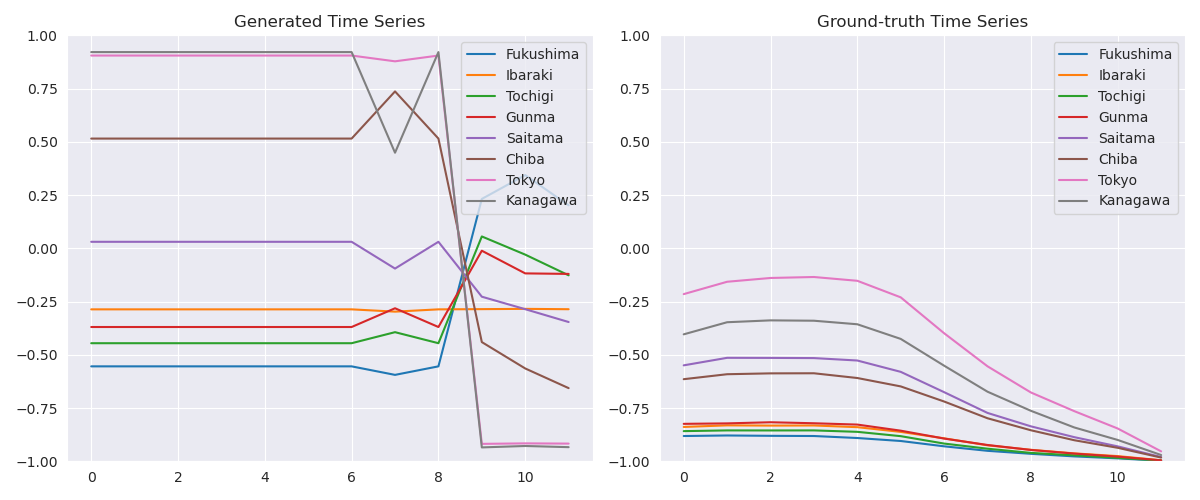 Generated Time Series
1.00
0.75
0.50
0.25
0.00
−0.25
−0.50
−0.75
−1.00
0 2 4 6 8 10
Fukushima
Ibaraki
Tochigi
Gunma
Saitama
Chiba
Tokyo
Kanagawa
Ground-truth Time Series
1.00
0.75
0.50
0.25
0.00
−0.25
−0.50
−0.75
−1.00
0 2 4 6 8 10
Fukushima
Ibaraki
Tochigi
Gunma
Saitama
Chiba
Tokyo
Kanagawa